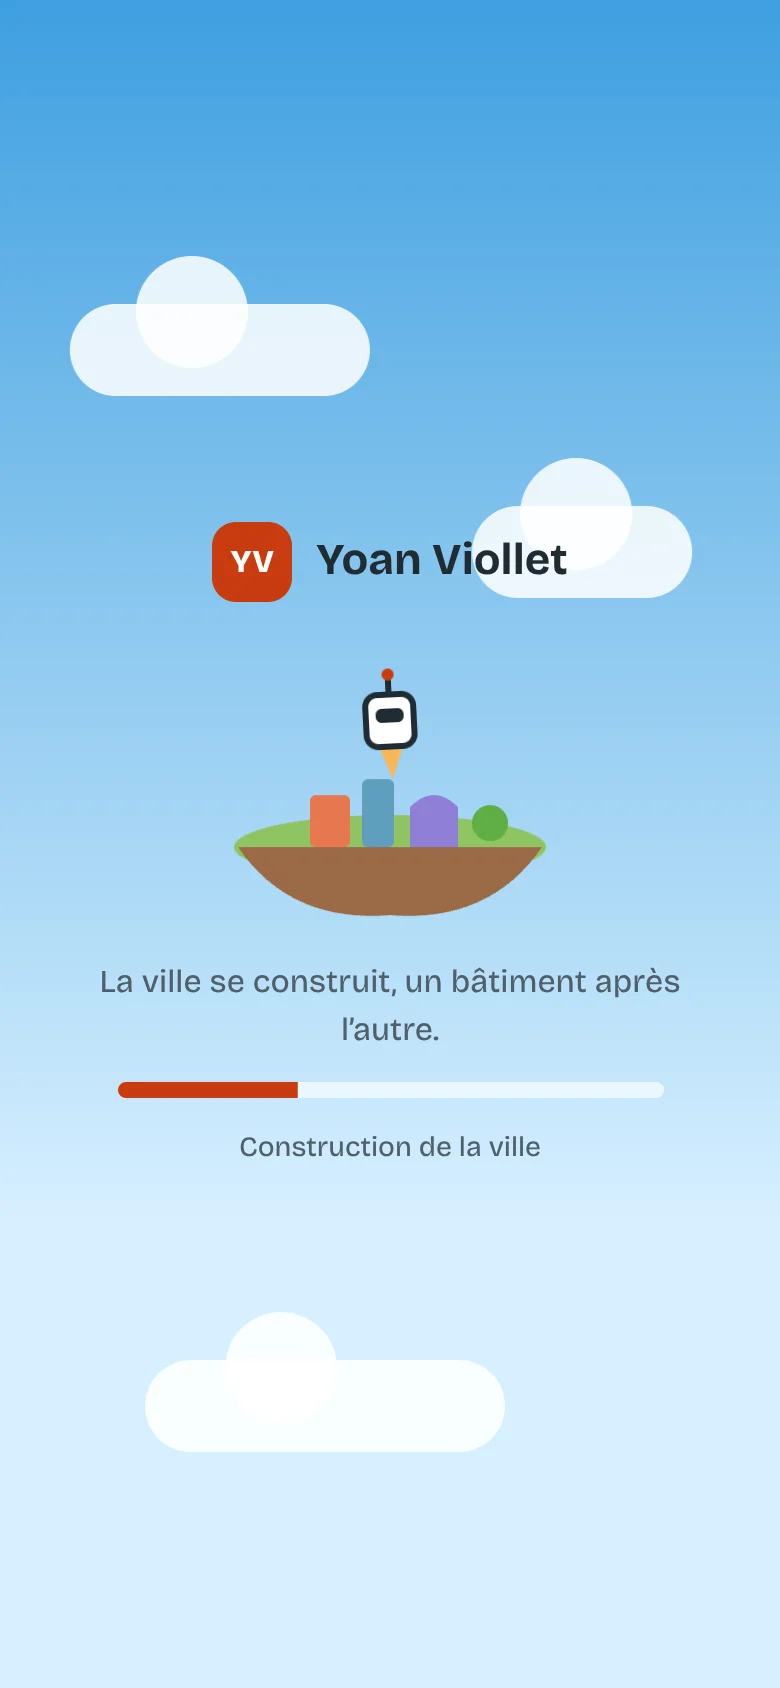 YV
Yoan Viollet
La ville se construit, un bâtiment après
l’autre.
Construction de la ville